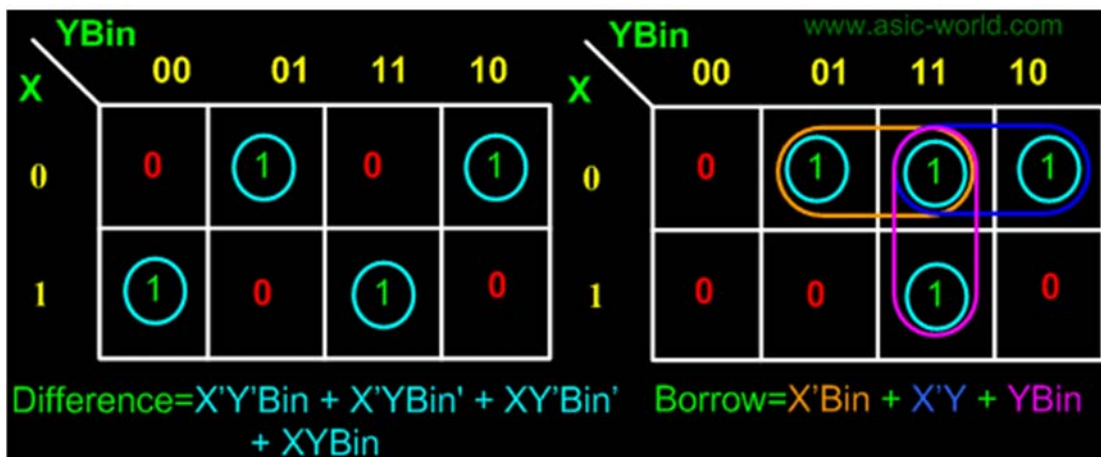 YBin
00 01 11 10
X
0 0 1 0 1
1 1 0 1 0
Difference=X'Y'Bin + X'YBin' + XY'Bin'
+ XYBin
www.asic-world.com
YBin
00 01 11 10
X
0 0 1 1 1
1 0 0 1 0
Borrow=X'Bin + X'Y + YBin